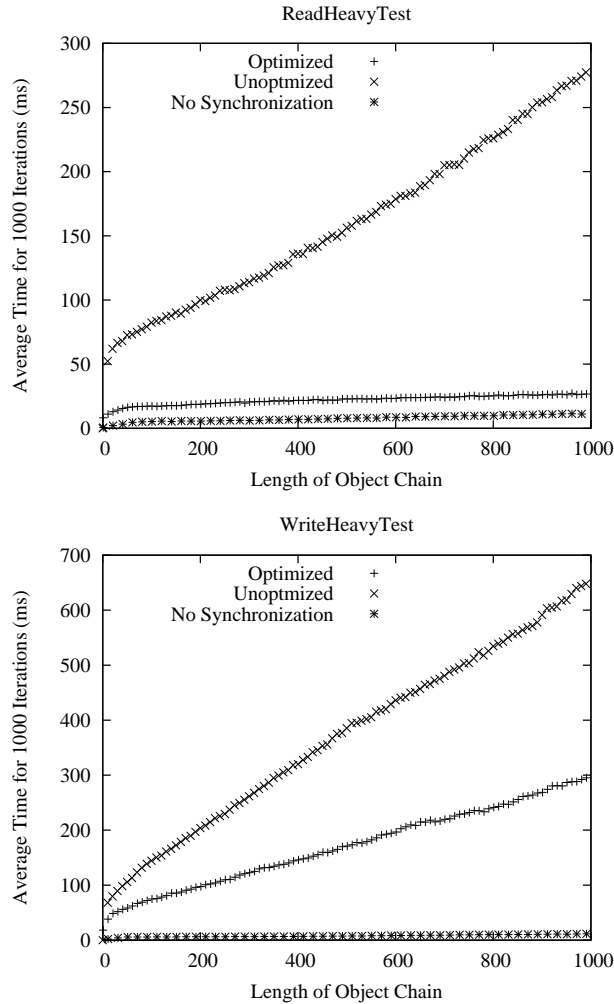 ReadHeavyTest
300
250
200
150
100
50
0
Average Time for 1000 Iterations (ms)
Optimized
Unoptmized
No Synchronization
0 200 400 600 800 1000
Length of Object Chain
WriteHeavyTest
700
600
500
400
300
200
100
0
Average Time for 1000 Iterations (ms)
Optimized
Unoptmized
No Synchronization
0 200 400 600 800 1000
Length of Object Chain